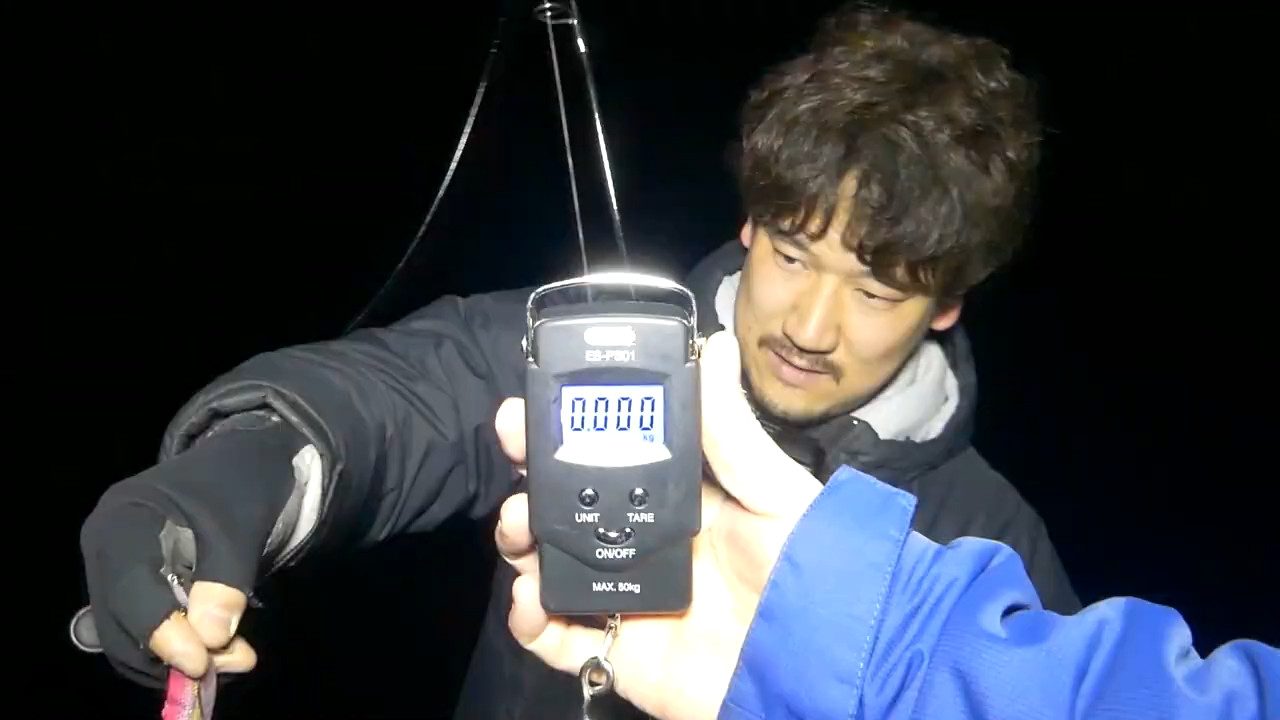 ES-PS01
0.000
kg
UNIT TARE
ON/OFF
MAX. 50kg